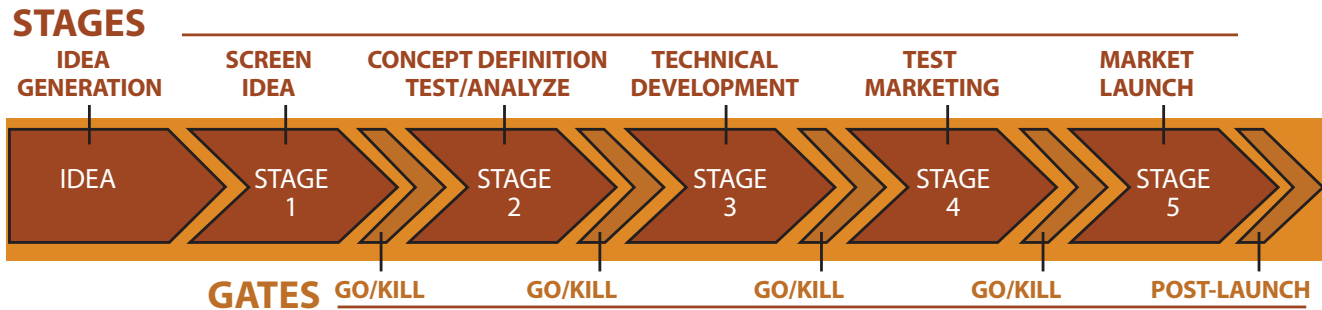 STAGES
IDEA
GENERATION
SCREEN
IDEA
CONCEPT DEFINITION
TEST/ANALYZE
TECHNICAL
DEVELOPMENT
TEST
MARKETING
MARKET
LAUNCH
IDEA
STAGE
1
STAGE
2
STAGE
3
STAGE
4
STAGE
5
GATES
GO/KILL
GO/KILL
GO/KILL
GO/KILL
POST-LAUNCH